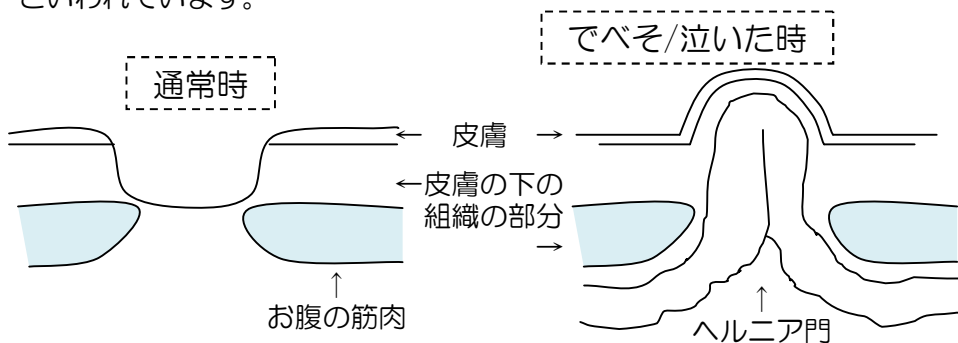 といわれています。
でべそ/泣いた時
通常時
← 皮膚 →
←皮膚の下の
組織の部分
→
↑
お腹の筋肉
↑
ヘルニア門